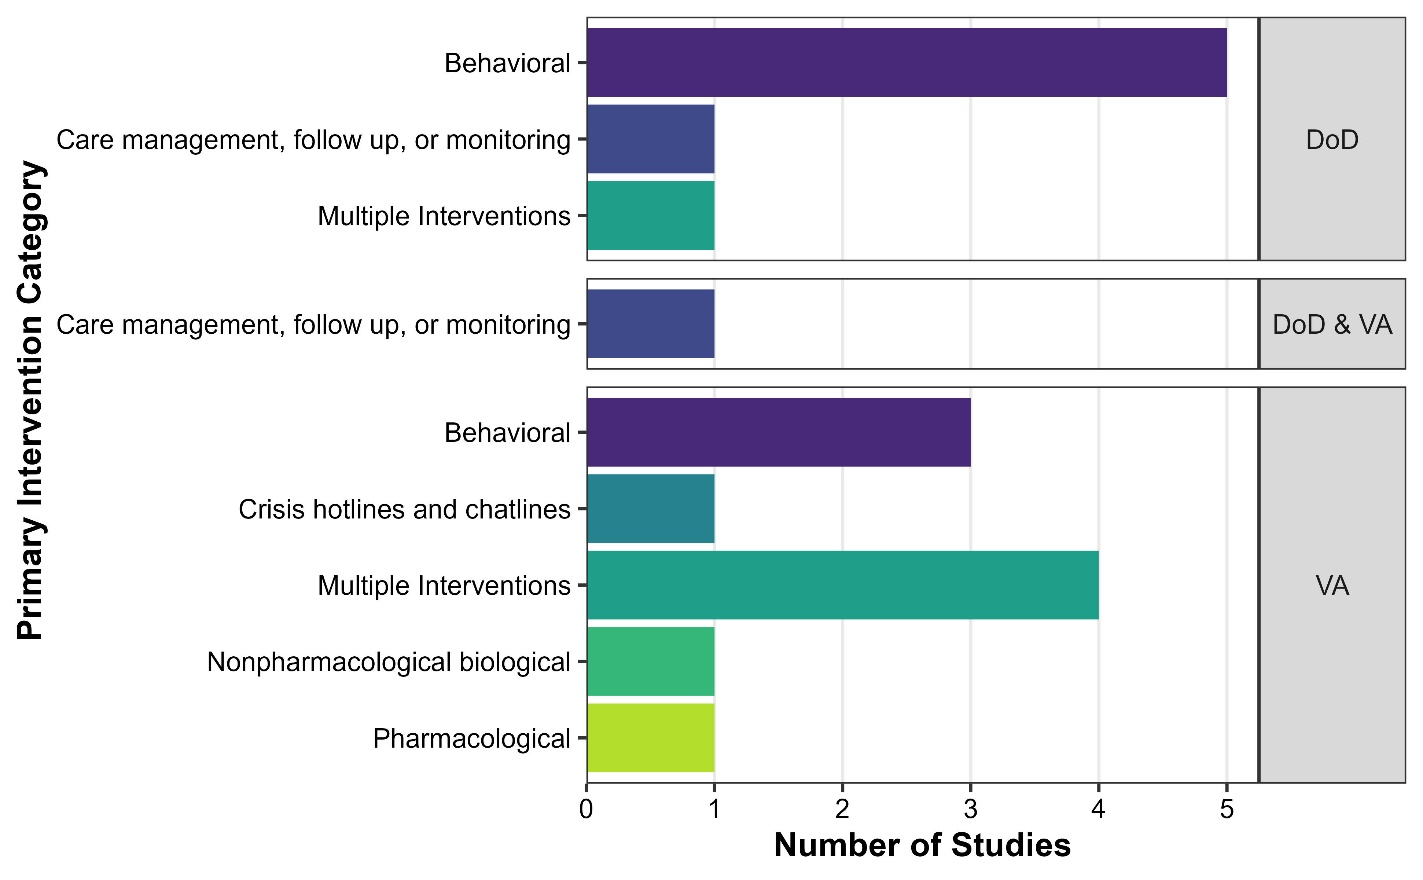 Primary Intervention Category
Behavioral
Care management, follow up, or monitoring
Multiple Interventions
DoD
Care management, follow up, or monitoring
DoD & VA
Behavioral
Crisis hotlines and chatlines
Multiple Interventions
Nonpharmacological biological
Pharmacological
VA
0 1 2 3 4 5
Number of Studies